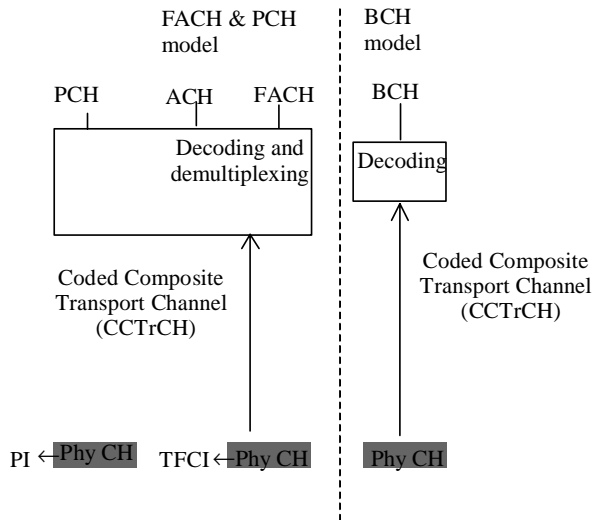 FACH & PCH
model
BCH
model
PCH
ACH
FACH
BCH
Decoding and
demultiplexing
Decoding
Coded Composite
Transport Channel
(CCTrCH)
Coded Composite
Transport Channel
(CCTrCH)
PI
Phy CH
TFCI
Phy CH
Phy CH